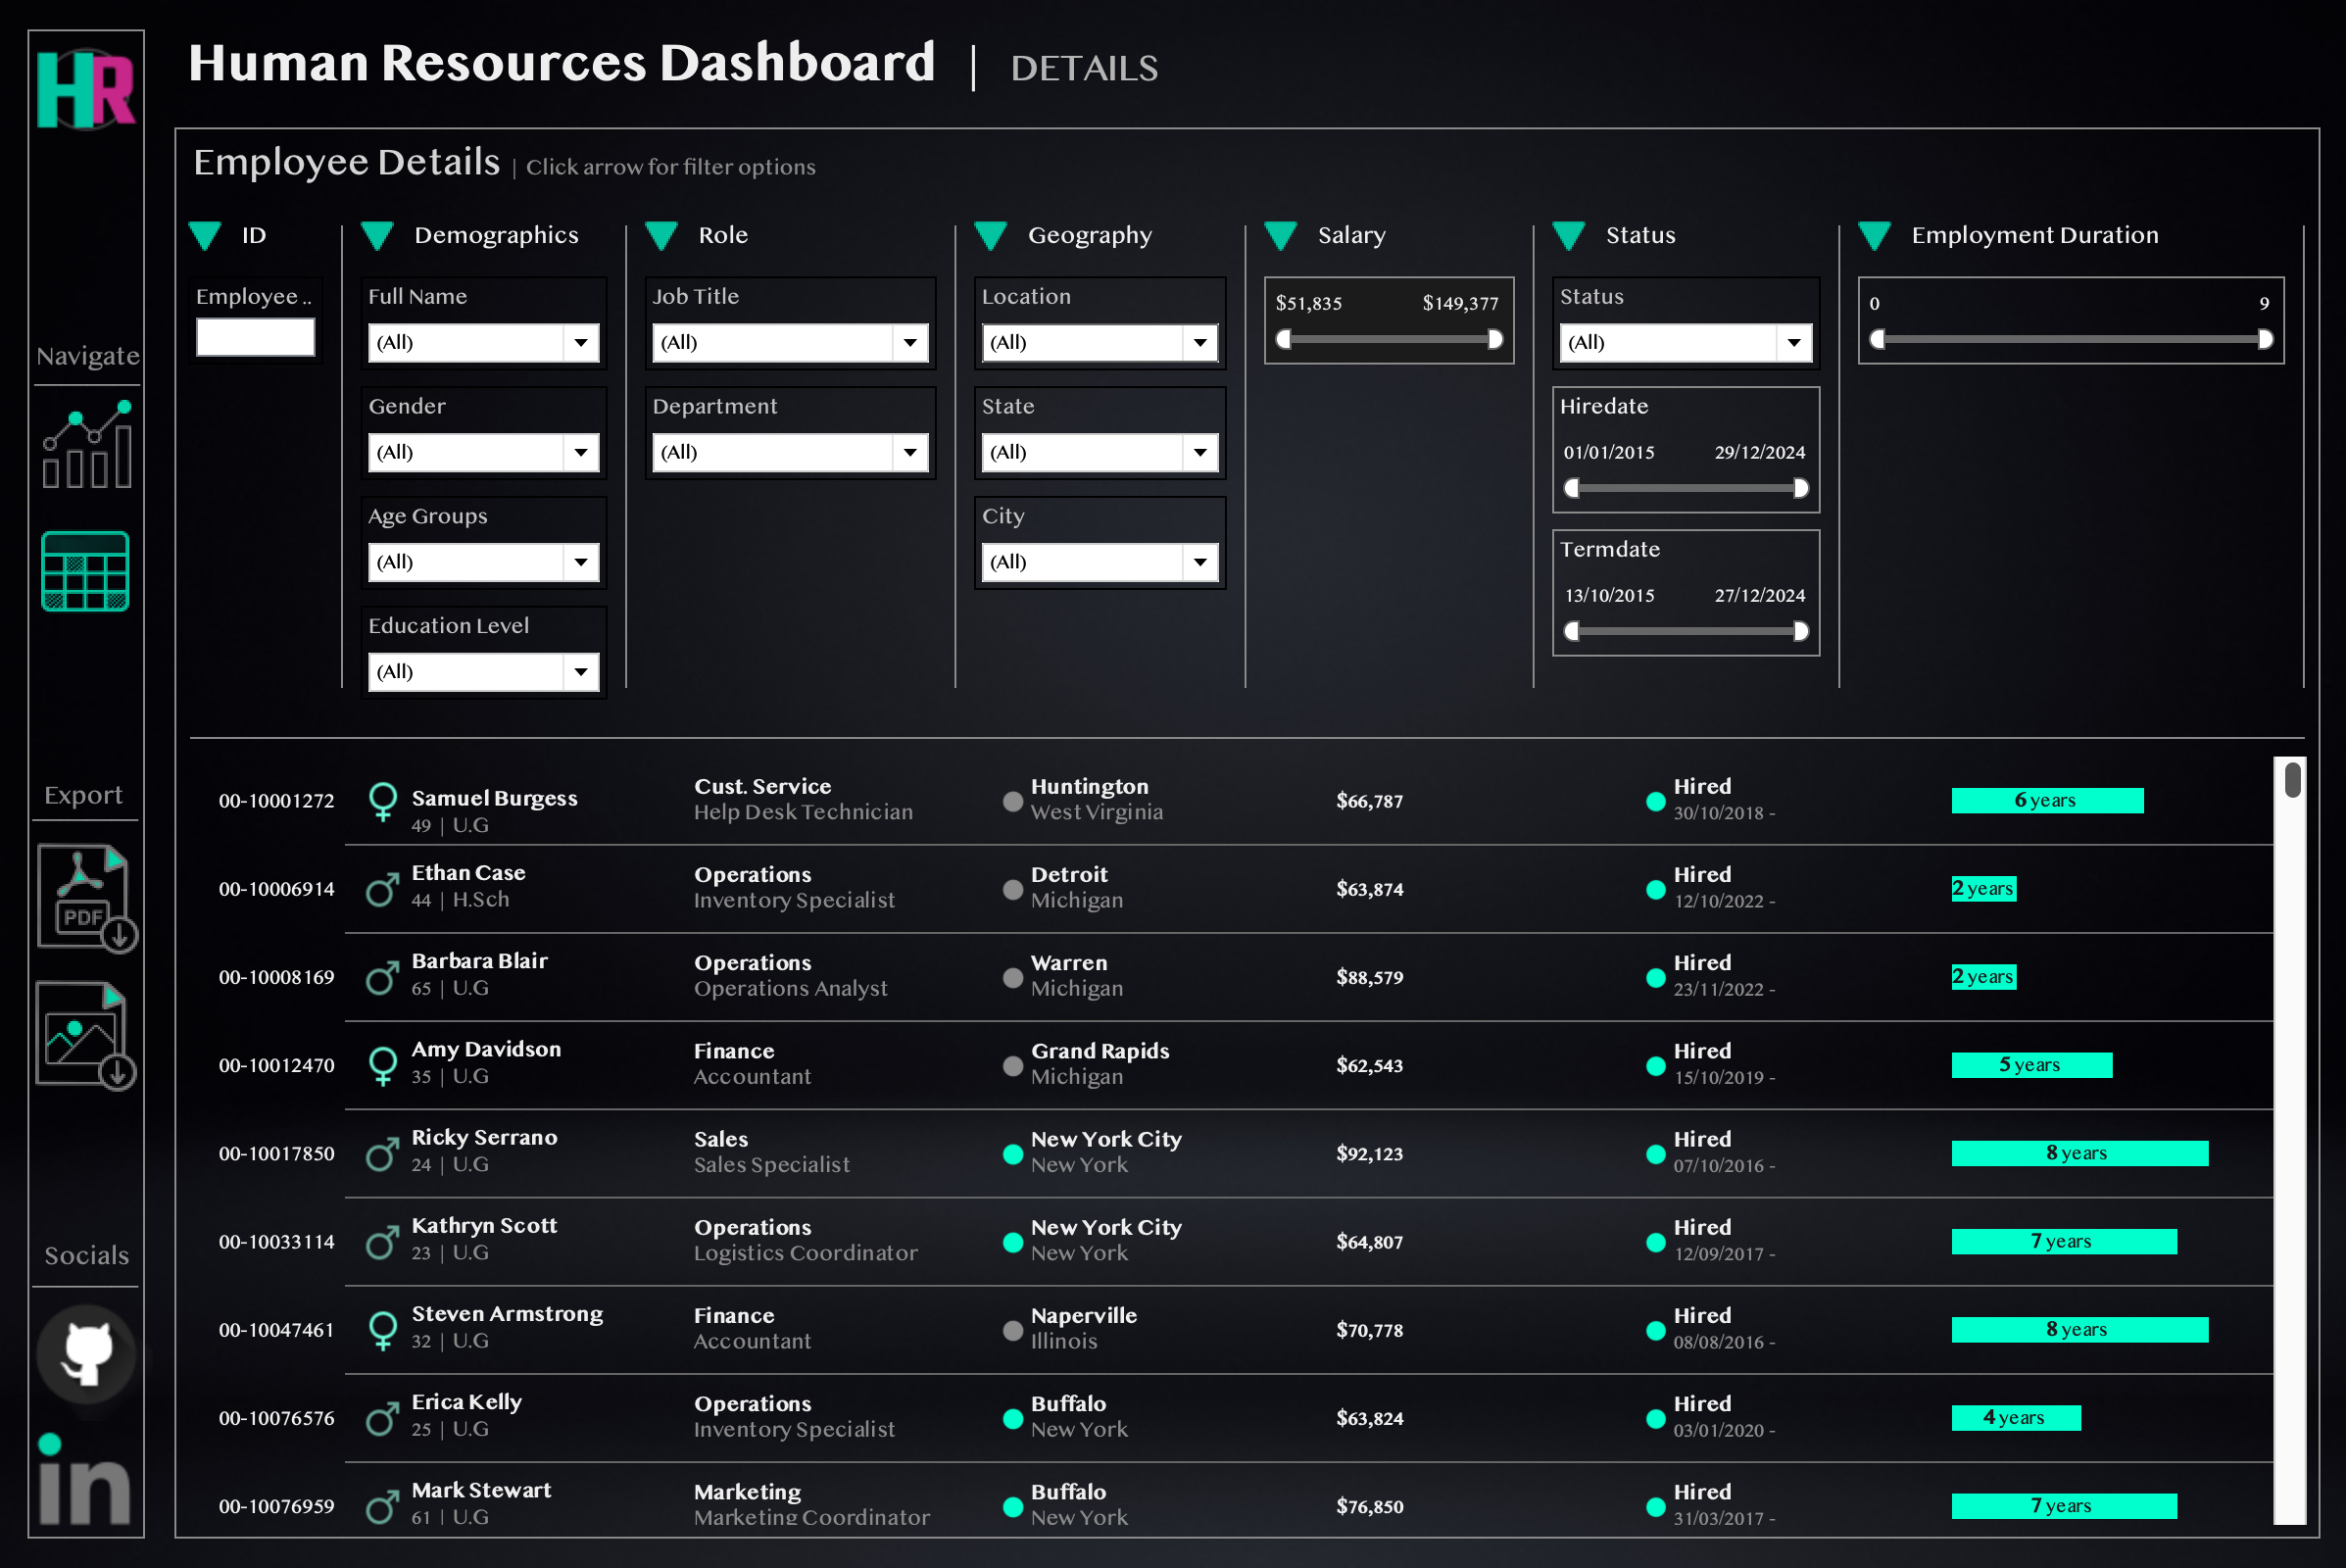 HR
Human Resources Dashboard | DETAILS
Employee Details | Click arrow for filter options
ID
Demographics
Role
Geography
Salary
Status
Employment Duration
Employee ..
Full Name
(All)
Gender
(All)
Age Groups
(All)
Education Level
(All)
Job Title
(All)
Department
(All)
Location
(All)
State
(All)
City
(All)
$51,835 $149,377
Status
(All)
Hiredate
01/01/2015 29/12/2024
Termdate
13/10/2015 27/12/2024
0 9
Navigate
Export
PDF
Socials
in
00-10001272 Samuel Burgess Cust. Service Huntington $66,787 Hired 6 years
49 | U.G Help Desk Technician West Virginia 30/10/2018 -
00-10006914 Ethan Case Operations Detroit $63,874 Hired 2 years
44 | H.Sch Inventory Specialist Michigan 12/10/2022 -
00-10008169 Barbara Blair Operations Warren $88,579 Hired 2 years
65 | U.G Operations Analyst Michigan 23/11/2022 -
00-10012470 Amy Davidson Finance Grand Rapids $62,543 Hired 5 years
35 | U.G Accountant Michigan 15/10/2019 -
00-10017850 Ricky Serrano Sales New York City $92,123 Hired 8 years
24 | U.G Sales Specialist New York 07/10/2016 -
00-10033114 Kathryn Scott Operations New York City $64,807 Hired 7 years
23 | U.G Logistics Coordinator New York 12/09/2017 -
00-10047461 Steven Armstrong Finance Naperville $70,778 Hired 8 years
32 | U.G Accountant Illinois 08/08/2016 -
00-10076576 Erica Kelly Operations Buffalo $63,824 Hired 4 years
25 | U.G Inventory Specialist New York 03/01/2020 -
00-10076959 Mark Stewart Marketing Buffalo $76,850 Hired 7 years
61 | U.G Marketing Coordinator New York 31/03/2017 -